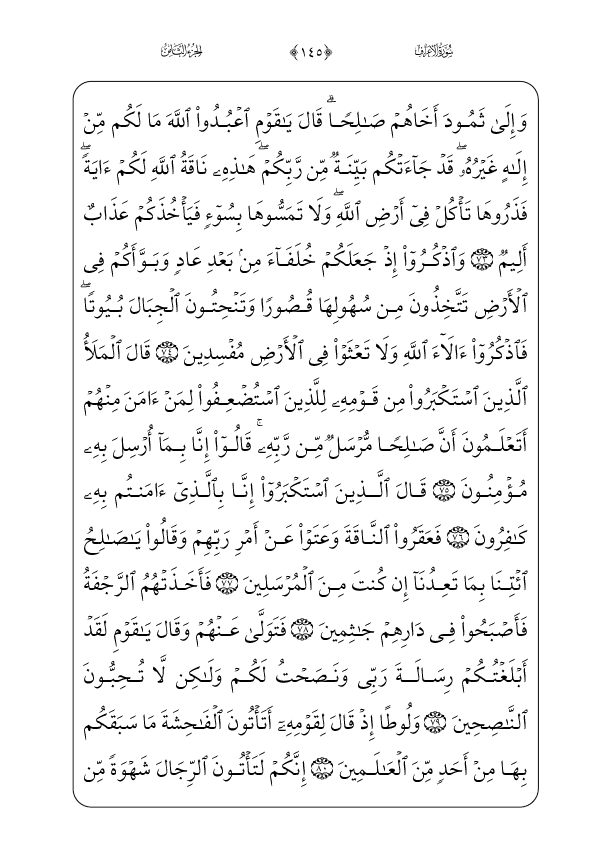 سُورَةُ الأَعْرَافِ ﴿١٤٥﴾ الجزء الثامن
وَإِلَىٰ ثَمُودَ أَخَاهُمْ صَـٰلِحًاۗ قَالَ يَـٰقَوْمِ ٱعْبُدُوا۟ ٱللَّهَ مَا لَكُم مِّنْ
إِلَـٰهٍ غَيْرُهُۥۖ قَدْ جَآءَتْكُم بَيِّنَةٌ مِّن رَّبِّكُمْۖ هَـٰذِهِۦ نَاقَةُ ٱللَّهِ لَكُمْ ءَايَةًۖ
فَذَرُوهَا تَأْكُلْ فِىٓ أَرْضِ ٱللَّهِۖ وَلَا تَمَسُّوهَا بِسُوٓءٍ فَيَأْخُذَكُمْ عَذَابٌ
أَلِيمٌ ٧٣ وَٱذْكُرُوٓا۟ إِذْ جَعَلَكُمْ خُلَفَآءَ مِنۢ بَعْدِ عَادٍ وَبَوَّأَكُمْ فِى
ٱلْأَرْضِ تَتَّخِذُونَ مِن سُهُولِهَا قُصُورًا وَتَنْحِتُونَ ٱلْجِبَالَ بُيُوتًاۖ
فَٱذْكُرُوٓا۟ ءَالَآءَ ٱللَّهِ وَلَا تَعْثَوْا۟ فِى ٱلْأَرْضِ مُفْسِدِينَ ٧٤ قَالَ ٱلْمَلَأُ
ٱلَّذِينَ ٱسْتَكْبَرُوا۟ مِن قَوْمِهِۦ لِلَّذِينَ ٱسْتُضْعِفُوا۟ لِمَنْ ءَامَنَ مِنْهُمْ
أَتَعْلَمُونَ أَنَّ صَـٰلِحًا مُّرْسَلٌ مِّن رَّبِّهِۦۚ قَالُوٓا۟ إِنَّا بِمَآ أُرْسِلَ بِهِۦ
مُؤْمِنُونَ ٧٥ قَالَ ٱلَّذِينَ ٱسْتَكْبَرُوٓا۟ إِنَّا بِٱلَّذِىٓ ءَامَنتُم بِهِۦ
كَـٰفِرُونَ ٧٦ فَعَقَرُوا۟ ٱلنَّاقَةَ وَعَتَوْا۟ عَنْ أَمْرِ رَبِّهِمْ وَقَالُوا۟ يَـٰصَـٰلِحُ
ٱئْتِنَا بِمَا تَعِدُنَآ إِن كُنتَ مِنَ ٱلْمُرْسَلِينَ ٧٧ فَأَخَذَتْهُمُ ٱلرَّجْفَةُ
فَأَصْبَحُوا۟ فِى دَارِهِمْ جَـٰثِمِينَ ٧٨ فَتَوَلَّىٰ عَنْهُمْ وَقَالَ يَـٰقَوْمِ لَقَدْ
أَبْلَغْتُكُمْ رِسَالَةَ رَبِّى وَنَصَحْتُ لَكُمْ وَلَـٰكِن لَّا تُحِبُّونَ
ٱلنَّـٰصِحِينَ ٧٩ وَلُوطًا إِذْ قَالَ لِقَوْمِهِۦٓ أَتَأْتُونَ ٱلْفَـٰحِشَةَ مَا سَبَقَكُم
بِهَا مِنْ أَحَدٍ مِّنَ ٱلْعَـٰلَمِينَ ٨٠ إِنَّكُمْ لَتَأْتُونَ ٱلرِّجَالَ شَهْوَةً مِّن